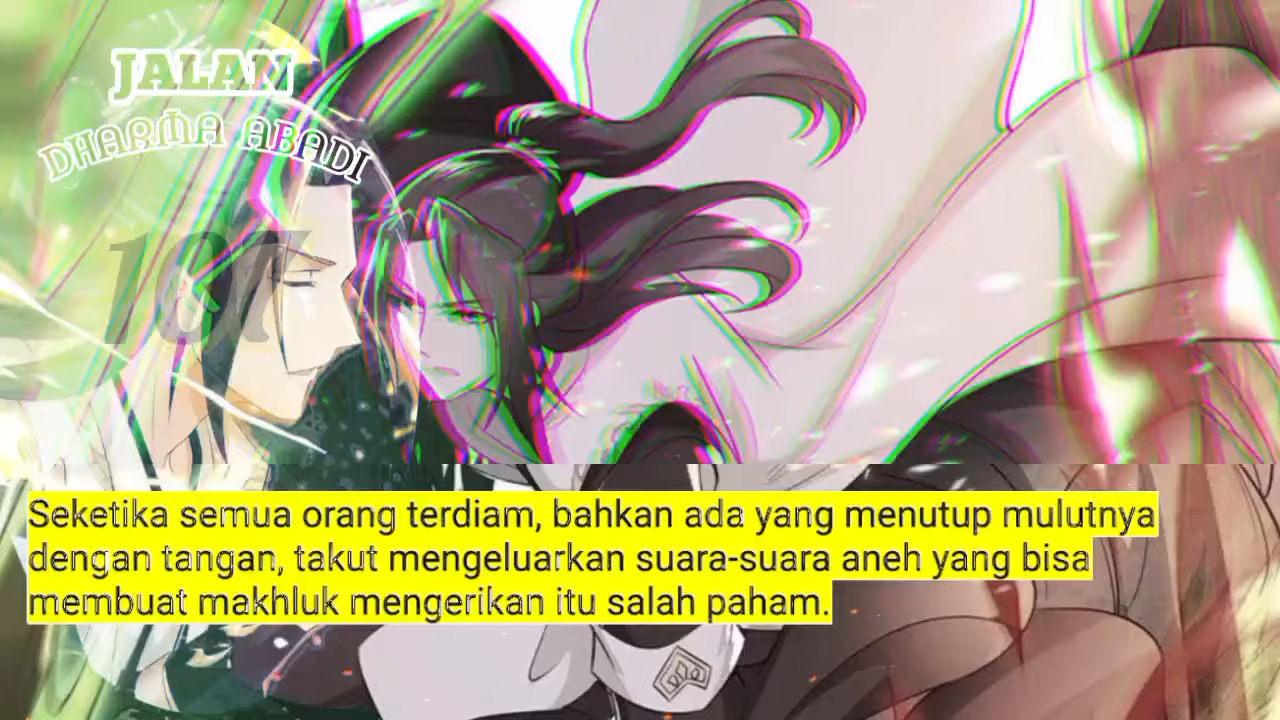 JALAN
DHARMA ABADI
107
Seketika semua orang terdiam, bahkan ada yang menutup mulutnya
dengan tangan, takut mengeluarkan suara-suara aneh yang bisa
membuat makhluk mengerikan itu salah paham.